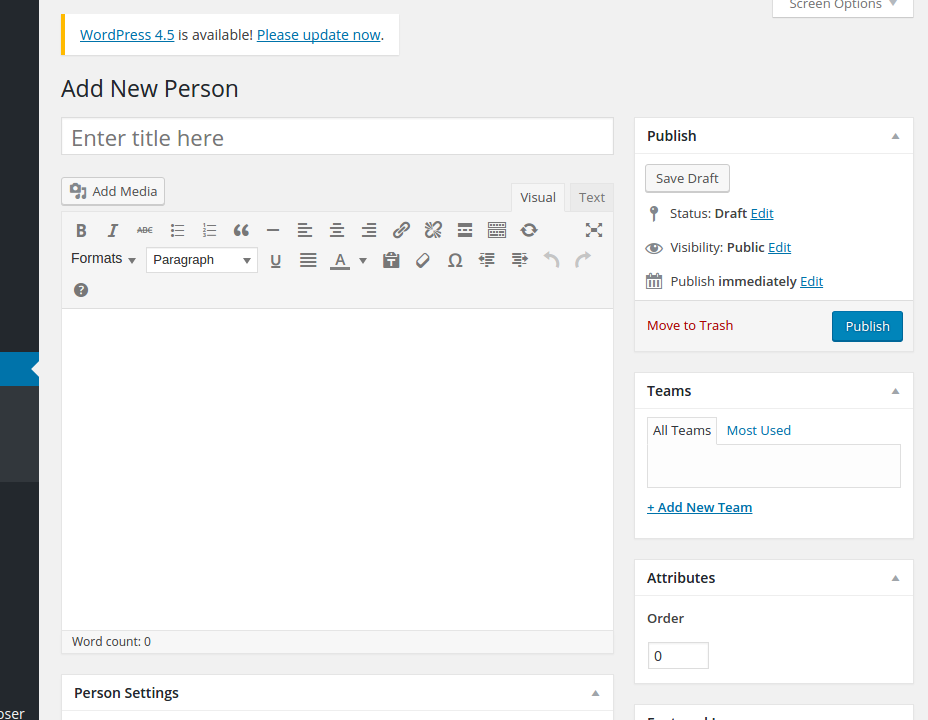 Screen Options
WordPress 4.5 is available! Please update now.
Add New Person
Enter title here
Add Media
Visual
Text
B I ABC
Formats
Paragraph
U
A
Ω
Word count: 0
Person Settings
Publish
Save Draft
Status: Draft Edit
Visibility: Public Edit
Publish immediately Edit
Move to Trash
Publish
Teams
All Teams
Most Used
+ Add New Team
Attributes
Order
0
oser